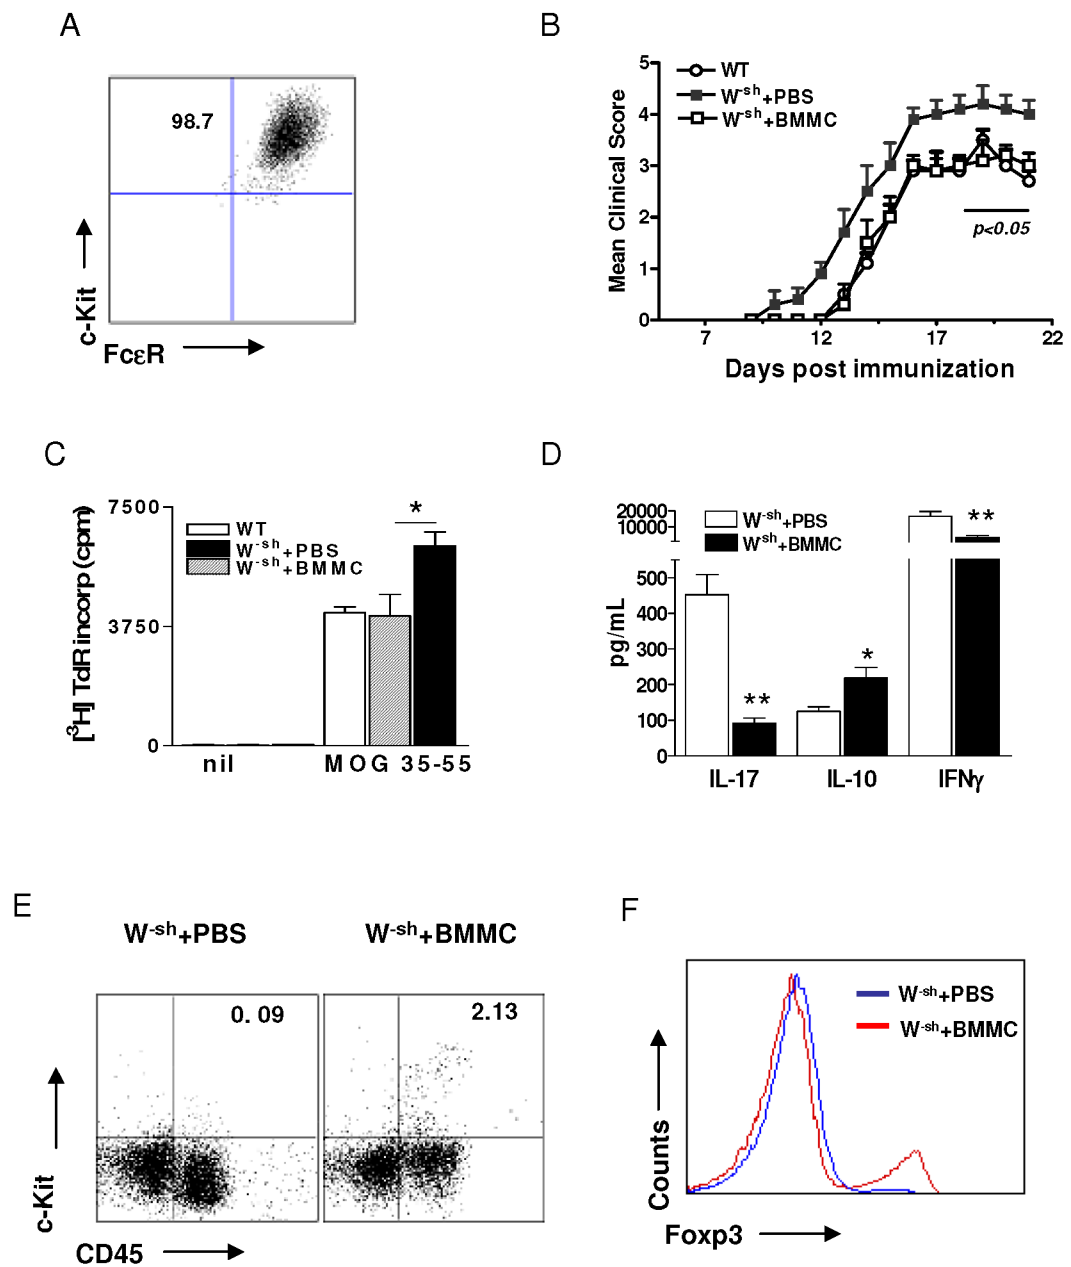 A
98.7
c-Kit
FcεR
B
WT
W-sh+PBS
W-sh+BMMC
Mean Clinical Score
5
4
3
2
1
0
p<0.05
7 12 17 22
Days post immunization
C
[3H] TdR incorp (cpm)
7500
3750
0
WT
W-sh+PBS
W-sh+BMMC
*
nil MOG 35-55
D
pg/mL
20000
10000
500
400
300
200
100
0
W-sh+PBS
Wsh+BMMC
**
*
**
IL-17 IL-10 IFNγ
E
W-sh+PBS W-sh+BMMC
0.09 2.13
c-Kit
CD45
F
W-sh+PBS
W-sh+BMMC
Counts
Foxp3